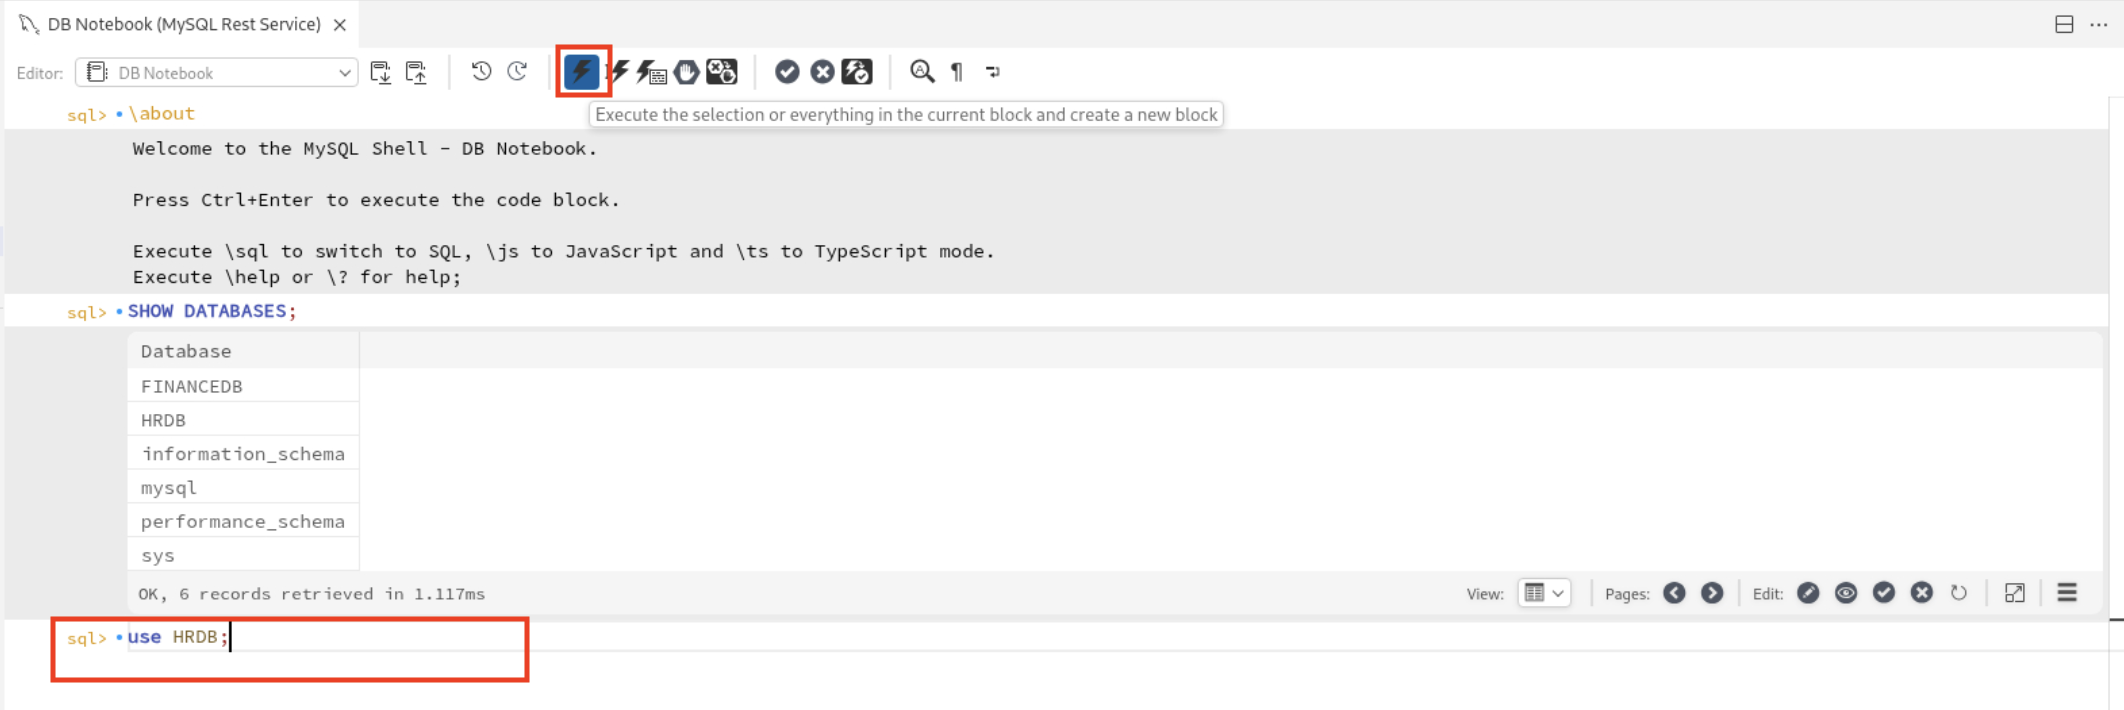 DB Notebook (MySQL Rest Service)
Editor: DB Notebook
sql> \about
Execute the selection or everything in the current block and create a new block
Welcome to the MySQL Shell - DB Notebook.
Press Ctrl+Enter to execute the code block.
Execute \sql to switch to SQL, \js to JavaScript and \ts to TypeScript mode.
Execute \help or \? for help;
sql> SHOW DATABASES;
Database
FINANCEDB
HRDB
information_schema
mysql
performance_schema
sys
OK, 6 records retrieved in 1.117ms View: Pages: Edit:
sql> use HRDB;